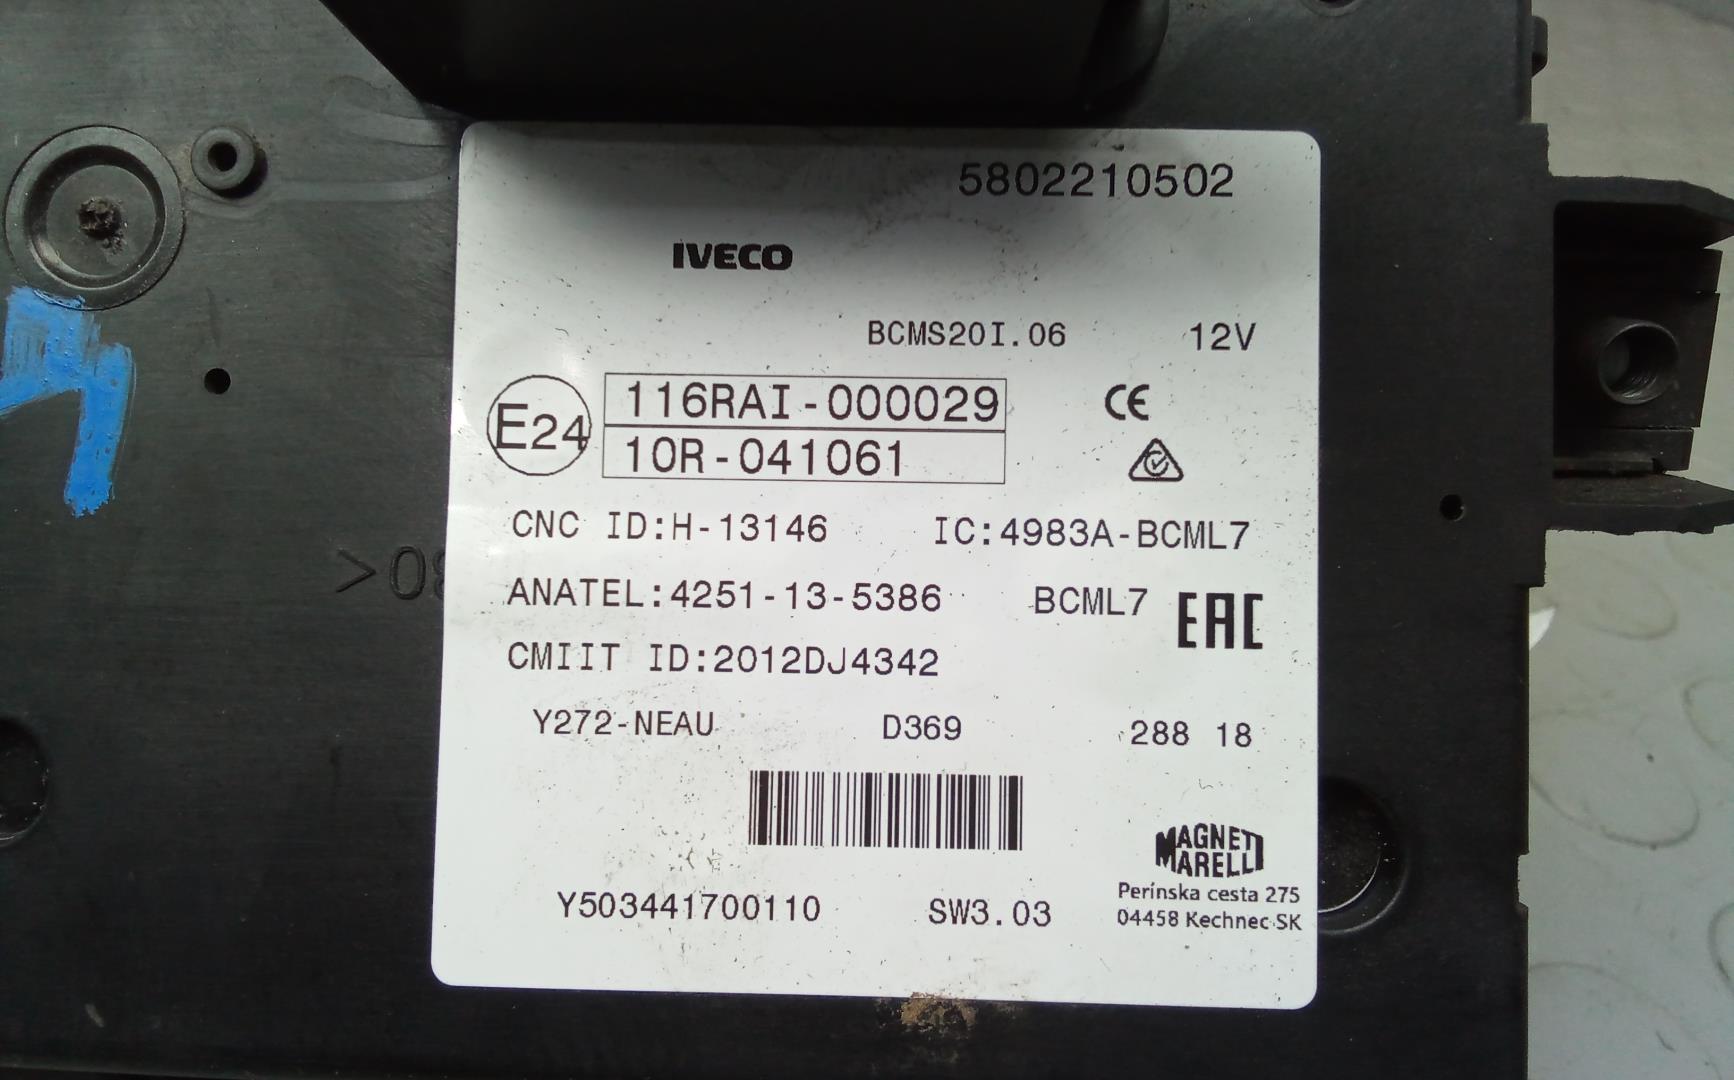 5802210502
IVECO
BCMS20I.06 12V
E24 116RAI-000029 CE
10R-041061
CNC ID:H-13146 IC:4983A-BCML7
ANATEL:4251-13-5386 BCML7 EAC
CMIIT ID:2012DJ4342
Y272-NEAU D369 288 18
MAGNETI
MARELLI
Y503441700110 SW3.03
Perinska cesta 275
04458 Kechnec SK